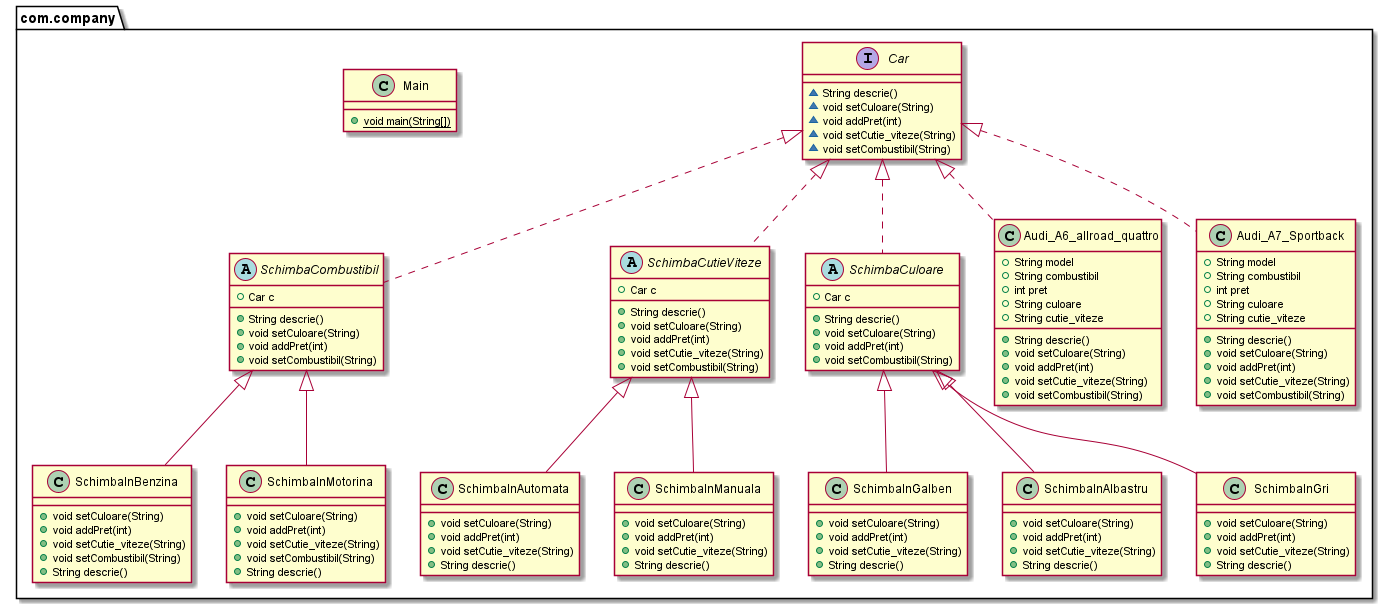 com.company
C Main
void main(String[])
I Car
String descrie()
void setCuloare(String)
void addPret(int)
void setCutie_viteze(String)
void setCombustibil(String)
A SchimbaCombustibil
Car c
String descrie()
void setCuloare(String)
void addPret(int)
void setCombustibil(String)
A SchimbaCutieViteze
Car c
String descrie()
void setCuloare(String)
void addPret(int)
void setCutie_viteze(String)
void setCombustibil(String)
A SchimbaCuloare
Car c
String descrie()
void setCuloare(String)
void addPret(int)
void setCombustibil(String)
C Audi_A6_allroad_quattro
String model
String combustibil
int pret
String culoare
String cutie_viteze
String descrie()
void setCuloare(String)
void addPret(int)
void setCutie_viteze(String)
void setCombustibil(String)
C Audi_A7_Sportback
String model
String combustibil
int pret
String culoare
String cutie_viteze
String descrie()
void setCuloare(String)
void addPret(int)
void setCutie_viteze(String)
void setCombustibil(String)
C SchimbaInBenzina
void setCuloare(String)
void addPret(int)
void setCutie_viteze(String)
void setCombustibil(String)
String descrie()
C SchimbaInMotorina
void setCuloare(String)
void addPret(int)
void setCutie_viteze(String)
void setCombustibil(String)
String descrie()
C SchimbaInAutomata
void setCuloare(String)
void addPret(int)
void setCutie_viteze(String)
String descrie()
C SchimbaInManuala
void setCuloare(String)
void addPret(int)
void setCutie_viteze(String)
String descrie()
C SchimbaInGalben
void setCuloare(String)
void addPret(int)
void setCutie_viteze(String)
String descrie()
C SchimbaInAlbastru
void setCuloare(String)
void addPret(int)
void setCutie_viteze(String)
String descrie()
C SchimbaInGri
void setCuloare(String)
void addPret(int)
void setCutie_viteze(String)
String descrie()